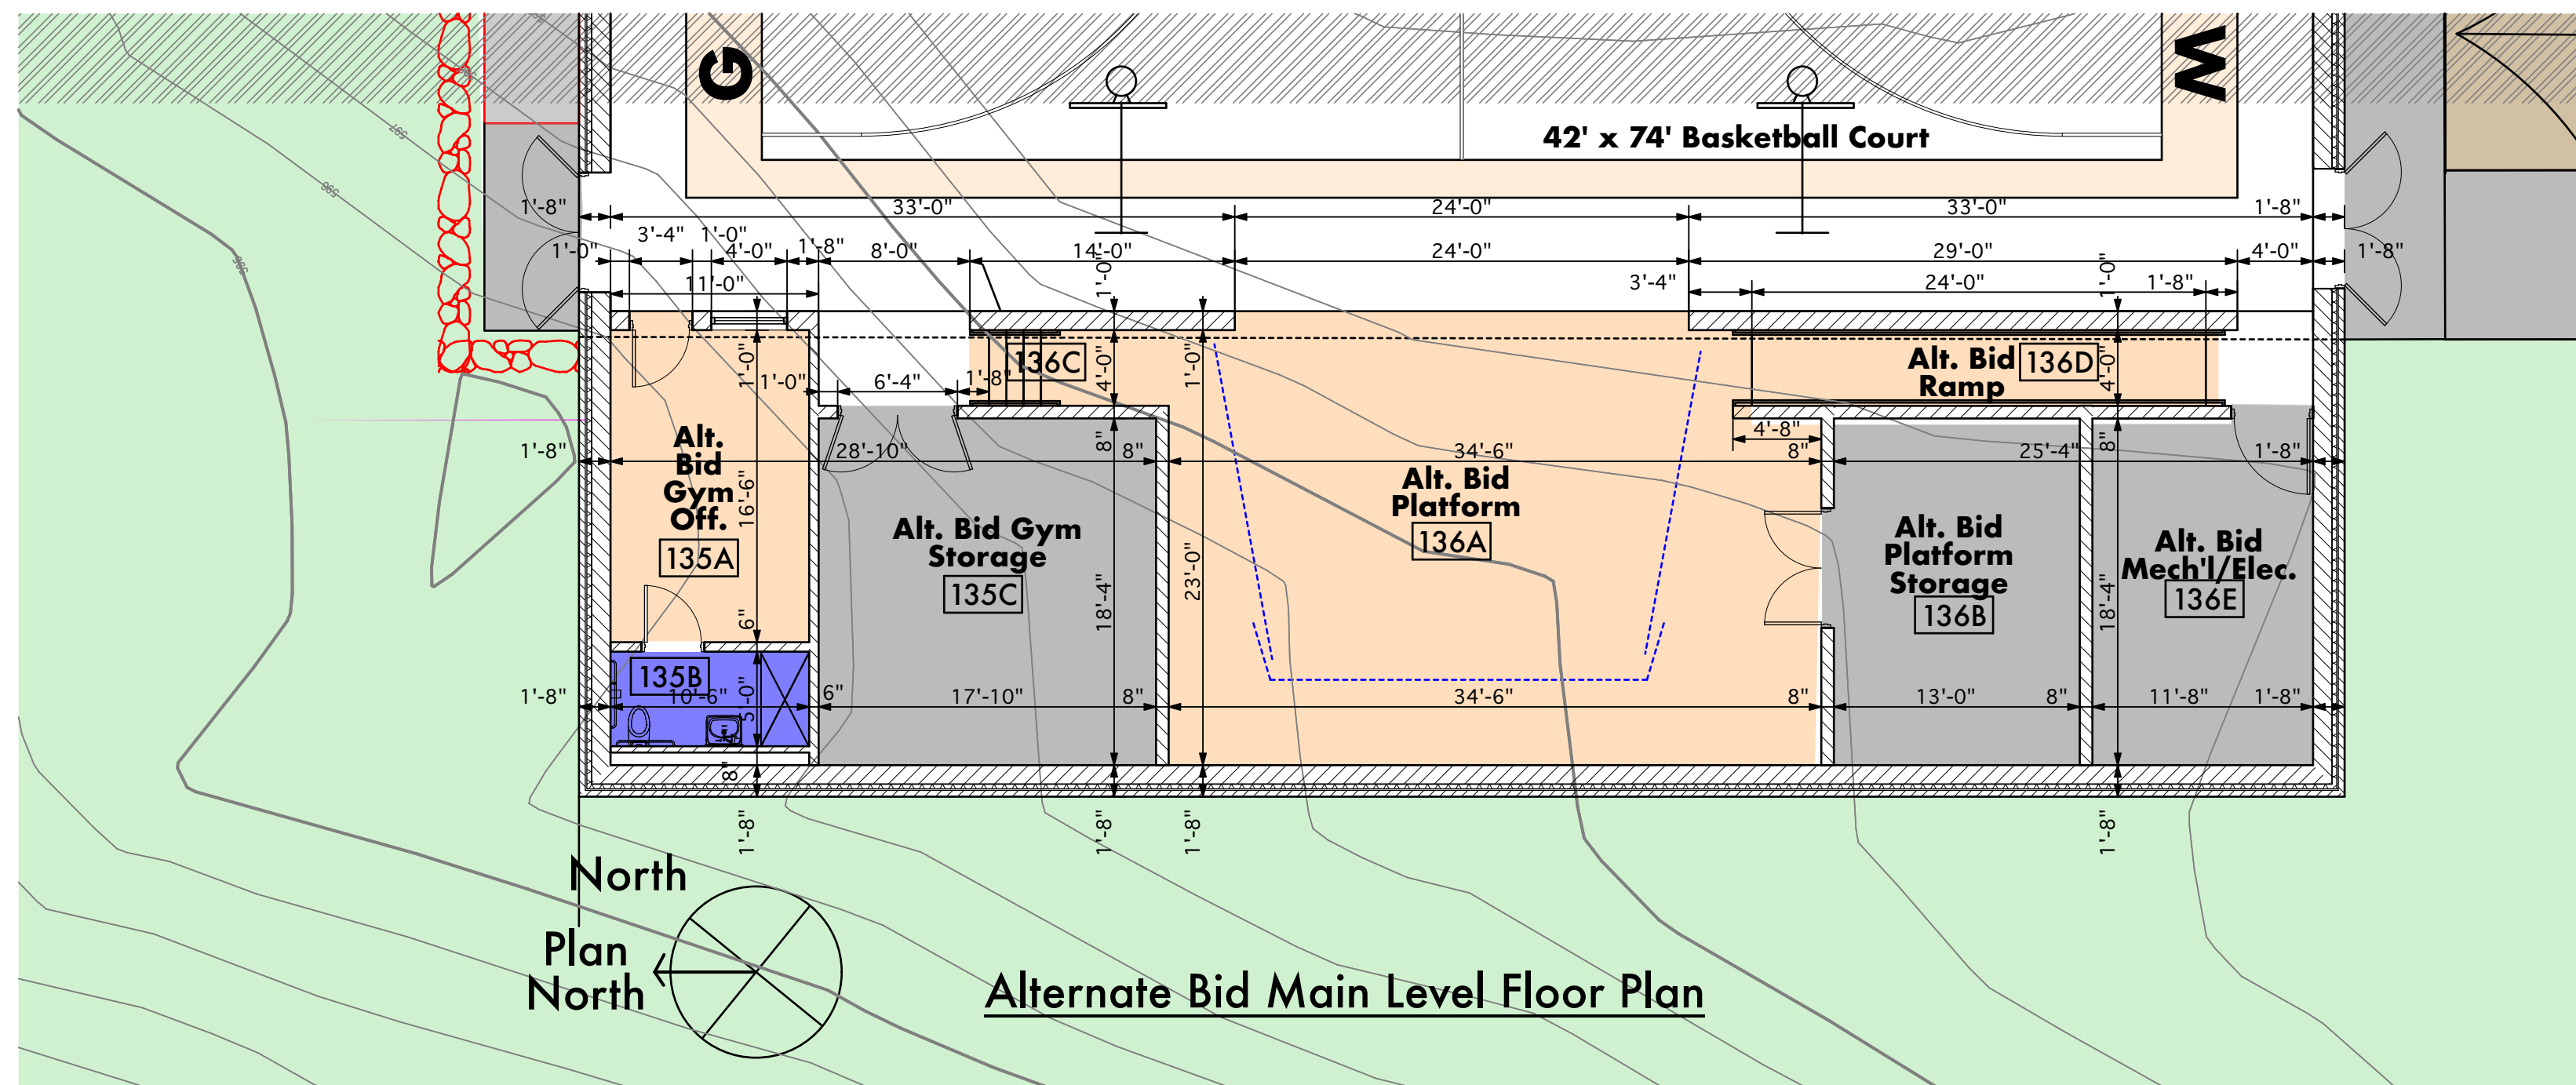 G
W
42' x 74' Basketball Court
1'-8"
33'-0"
24'-0"
33'-0"
1'-8"
3'-4"
1'-0"
1'-0"
4'-0"
1'-8"
8'-0"
14'-0"
1'-0"
24'-0"
29'-0"
1'-0"
4'-0"
1'-8"
11'-0"
3'-4"
24'-0"
1'-8"
136C
Alt. Bid
Ramp
136D
4'-0"
1'-0"
1'-0"
4'-0"
1'-0"
6'-4"
1'-8"
Alt.
Bid
Gym
Off.
135A
16'-6"
1'-8"
28'-10"
8"
8"
34'-6"
4'-8"
8"
25'-4"
8"
1'-8"
Alt. Bid Gym
Storage
135C
18'-4"
23'-0"
Alt. Bid
Platform
136A
Alt. Bid
Platform
Storage
136B
18'-4"
Alt. Bid
Mech'l/Elec.
136E
6"
135B
1'-8"
10'-6"
5'-0"
6"
17'-10"
8"
34'-6"
8"
13'-0"
8"
11'-8"
1'-8"
8"
1'-8"
1'-8"
1'-8"
1'-8"
North
Plan
North
Alternate Bid Main Level Floor Plan
597
596
595